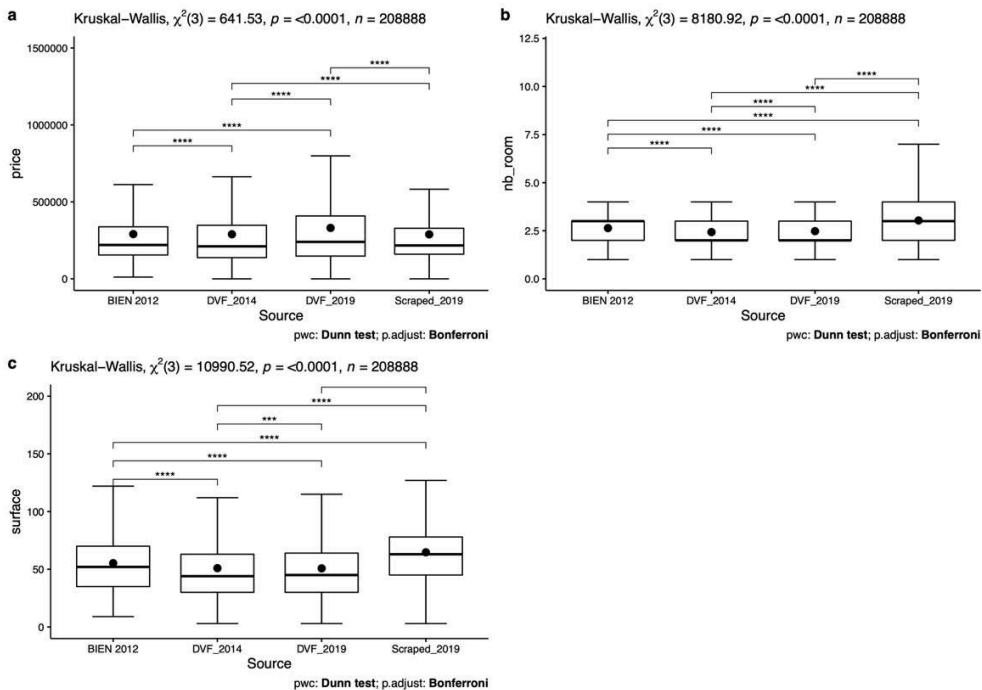 a
Kruskal–Wallis, χ²(3) = 641.53, p = <0.0001, n = 208888
1500000
1000000
500000
0
price
****
****
****
****
****
BIEN 2012
DVF_2014
DVF_2019
Scraped_2019
Source
pwc: Dunn test; p.adjust: Bonferroni
b
Kruskal–Wallis, χ²(3) = 8180.92, p = <0.0001, n = 208888
12.5
10.0
7.5
5.0
2.5
0.0
nb_room
****
****
****
****
****
****
BIEN 2012
DVF_2014
DVF_2019
Scraped_2019
Source
pwc: Dunn test; p.adjust: Bonferroni
c
Kruskal–Wallis, χ²(3) = 10990.52, p = <0.0001, n = 208888
200
150
100
50
0
surface
****
***
****
****
****
BIEN 2012
DVF_2014
DVF_2019
Scraped_2019
Source
pwc: Dunn test; p.adjust: Bonferroni